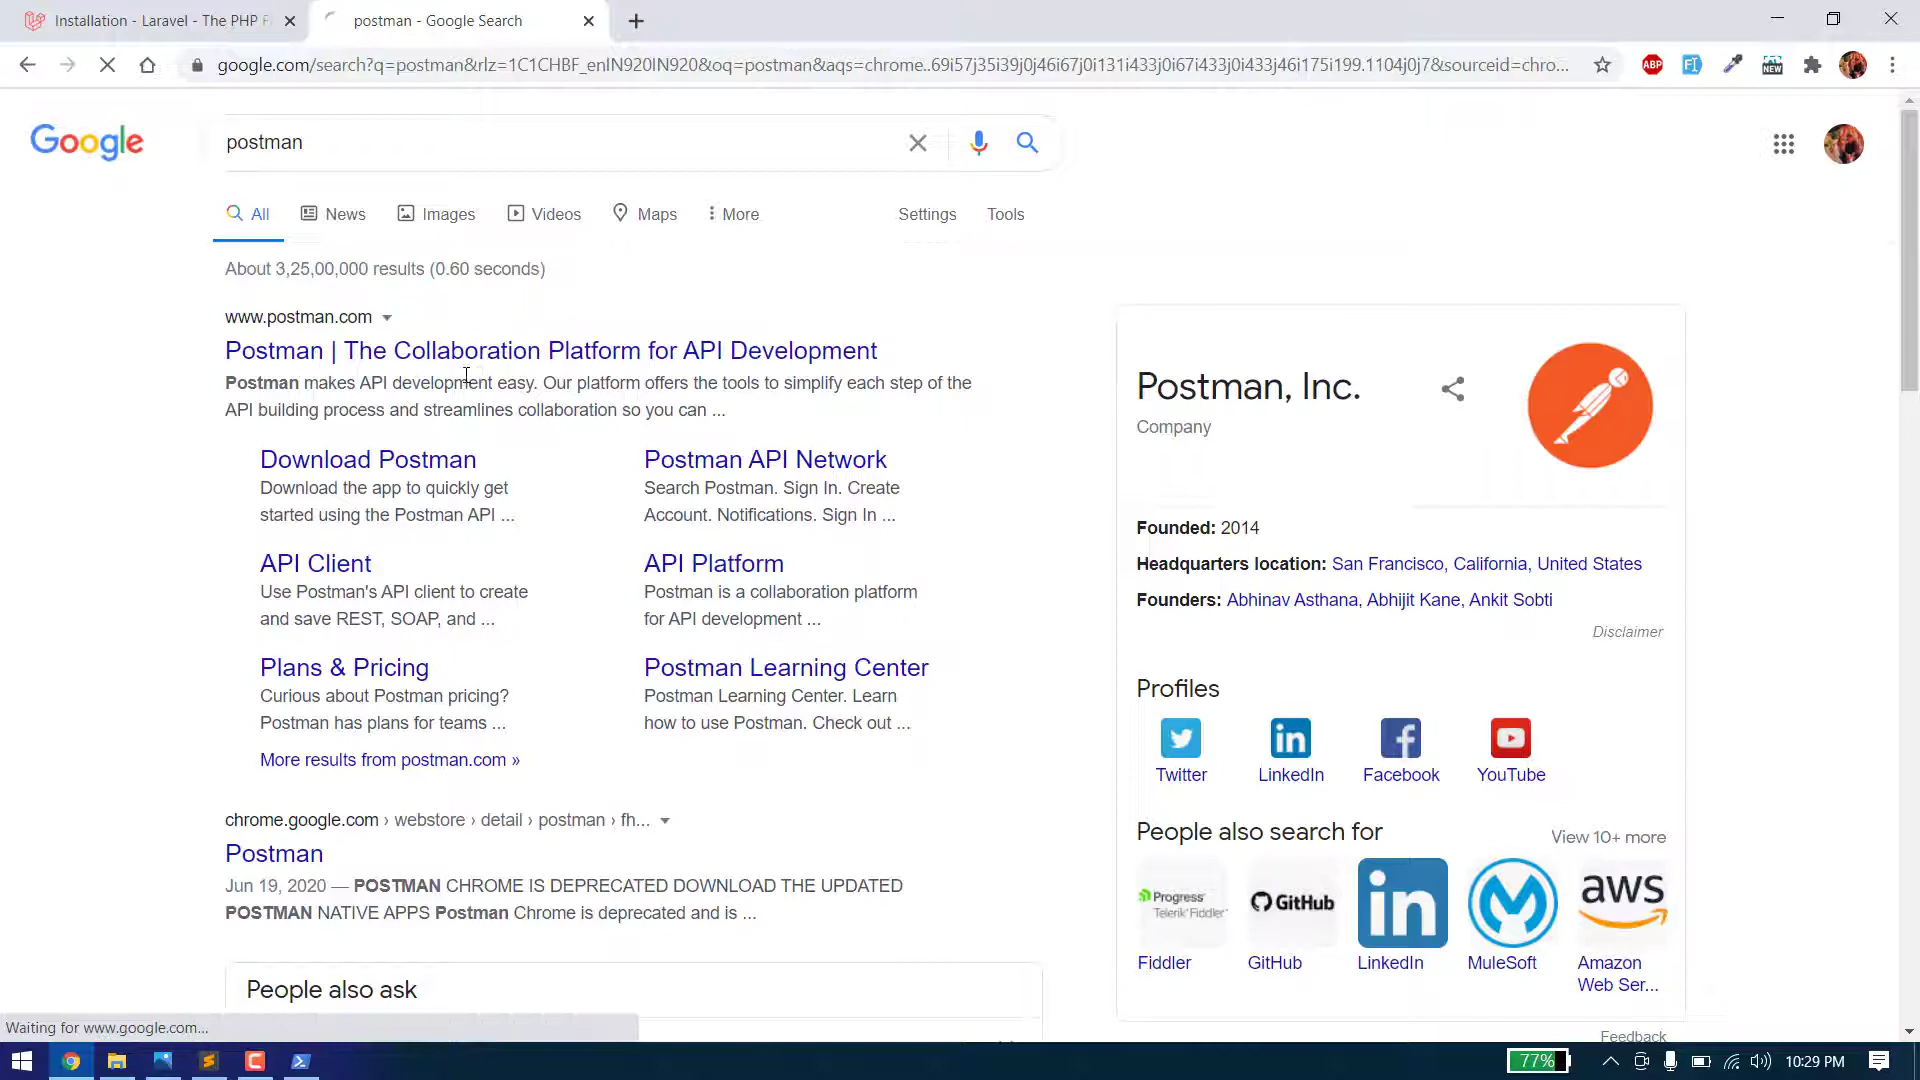 Installation - Laravel - The PHP F
postman - Google Search
google.com/search?q=postman&rlz=1C1CHBF_enIN920IN920&oq=postman&aqs=chrome..69i57j35i39j0j46i67j0i131i433j0i67i433j0i433j46i175i199.1104j0j7&sourceid=chro...
ABP
NEW
Google
postman
All
News
Images
Videos
Maps
More
Settings
Tools
About 3,25,00,000 results (0.60 seconds)
www.postman.com
Postman | The Collaboration Platform for API Development
Postman makes API development easy. Our platform offers the tools to simplify each step of the
API building process and streamlines collaboration so you can ...
Download Postman
Download the app to quickly get
started using the Postman API ...
Postman API Network
Search Postman. Sign In. Create
Account. Notifications. Sign In ...
API Client
Use Postman's API client to create
and save REST, SOAP, and ...
API Platform
Postman is a collaboration platform
for API development ...
Plans & Pricing
Curious about Postman pricing?
Postman has plans for teams ...
Postman Learning Center
Postman Learning Center. Learn
how to use Postman. Check out ...
More results from postman.com »
chrome.google.com › webstore › detail › postman › fh...
Postman
Jun 19, 2020 — POSTMAN CHROME IS DEPRECATED DOWNLOAD THE UPDATED
POSTMAN NATIVE APPS Postman Chrome is deprecated and is ...
People also ask
Postman, Inc.
Company
Founded: 2014
Headquarters location: San Francisco, California, United States
Founders: Abhinav Asthana, Abhijit Kane, Ankit Sobti
Disclaimer
Profiles
Twitter
LinkedIn
Facebook
YouTube
People also search for
View 10+ more
Progress
Telerik Fiddler
GitHub
in
aws
Fiddler
GitHub
LinkedIn
MuleSoft
Amazon
Web Ser...
Feedback
Waiting for www.google.com...
77%
10:29 PM